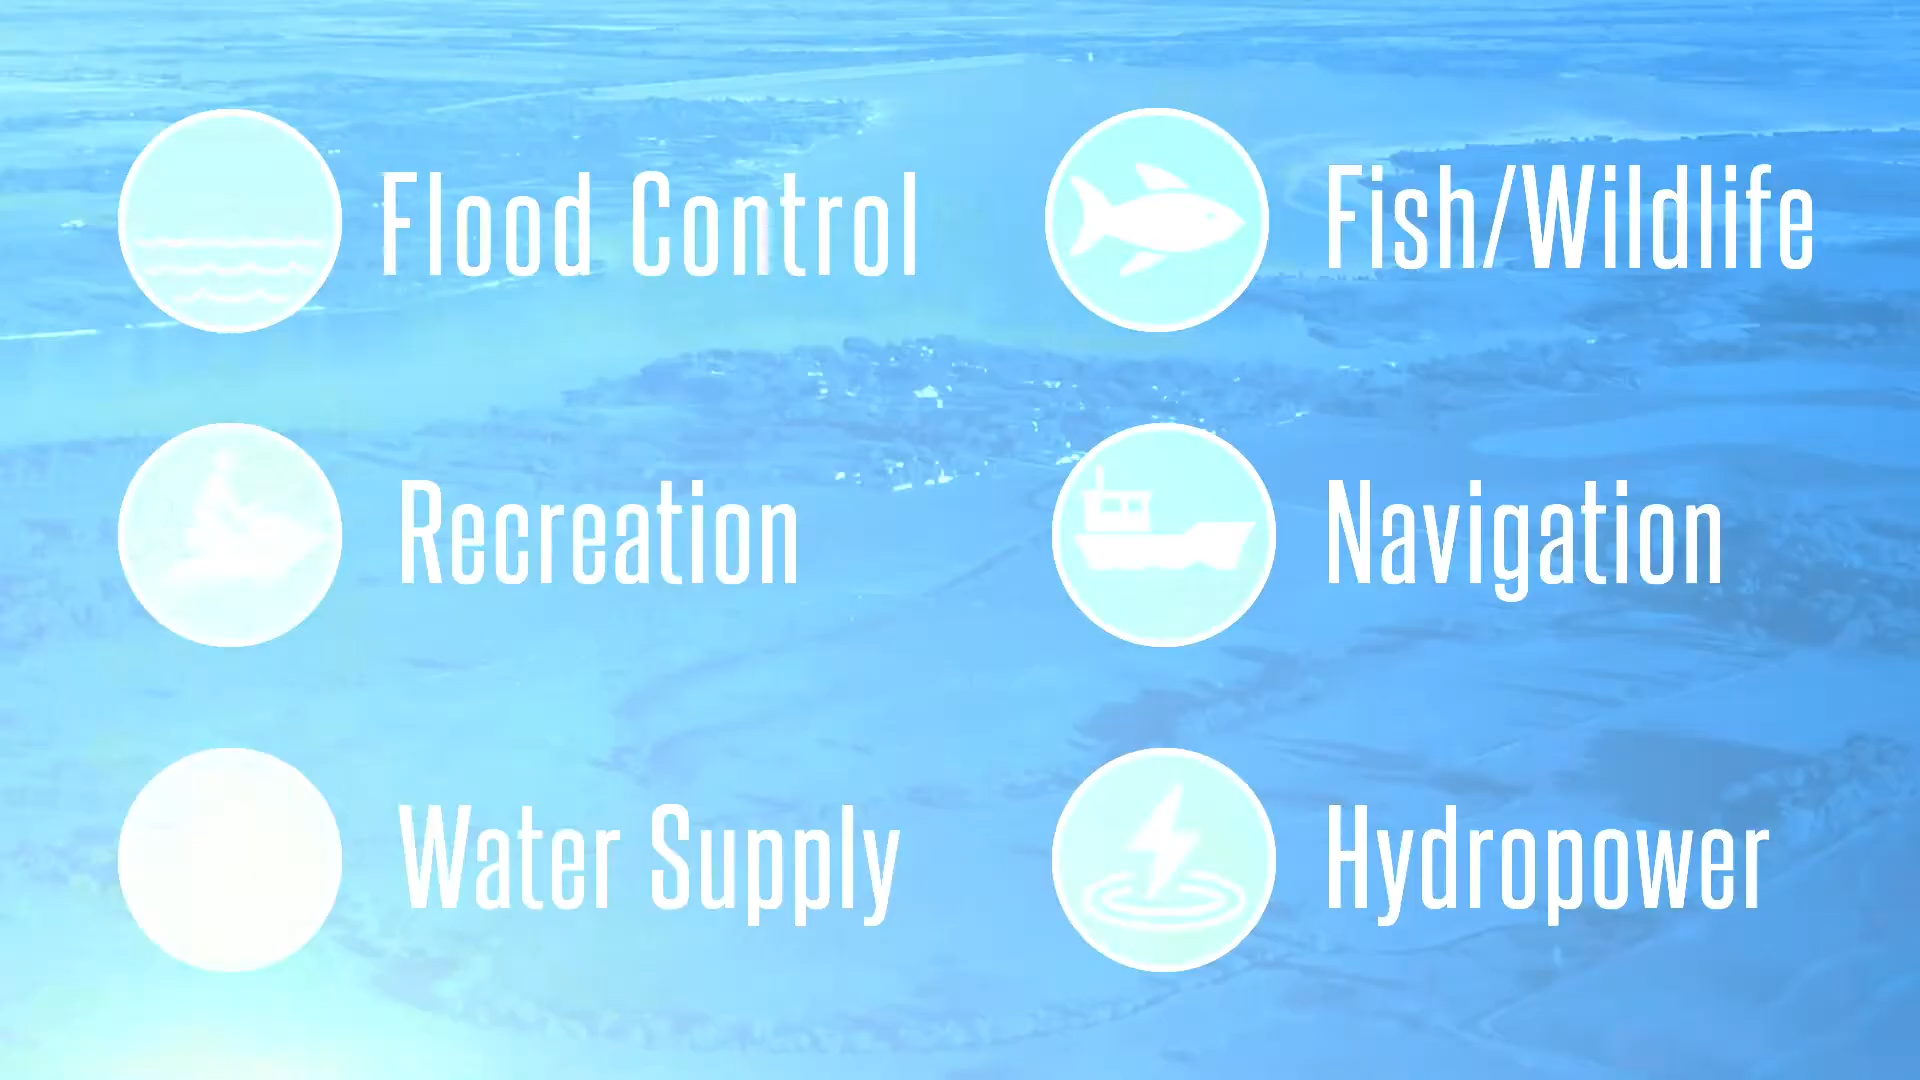 Flood Control
Fish/Wildlife
Recreation
Navigation
Water Supply
Hydropower